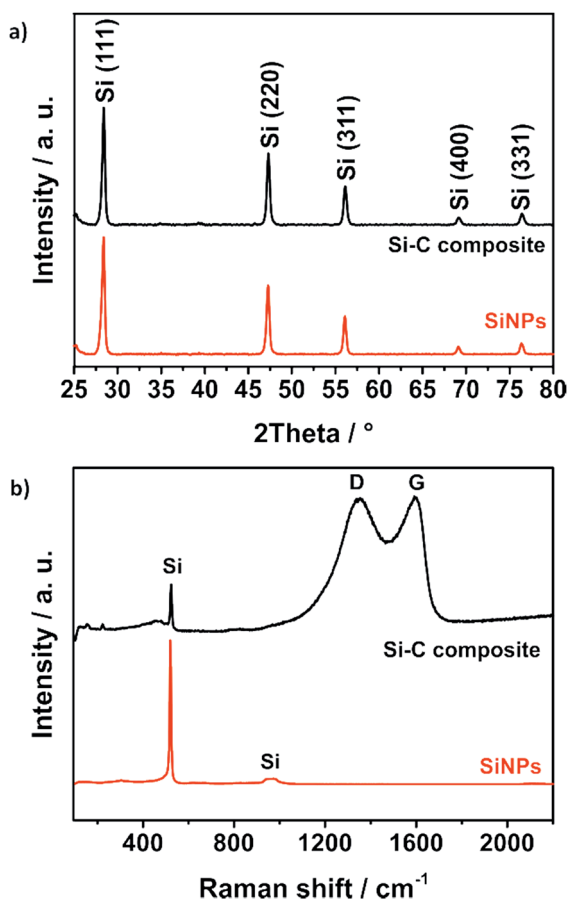 a)
Intensity / a. u.
Si (111)
Si (220)
Si (311)
Si (400)
Si (331)
Si-C composite
SiNPs
25 30 35 40 45 50 55 60 65 70 75 80
2Theta / °
b)
Intensity / a. u.
D G
Si
Si-C composite
Si
SiNPs
400 800 1200 1600 2000
Raman shift / cm⁻¹